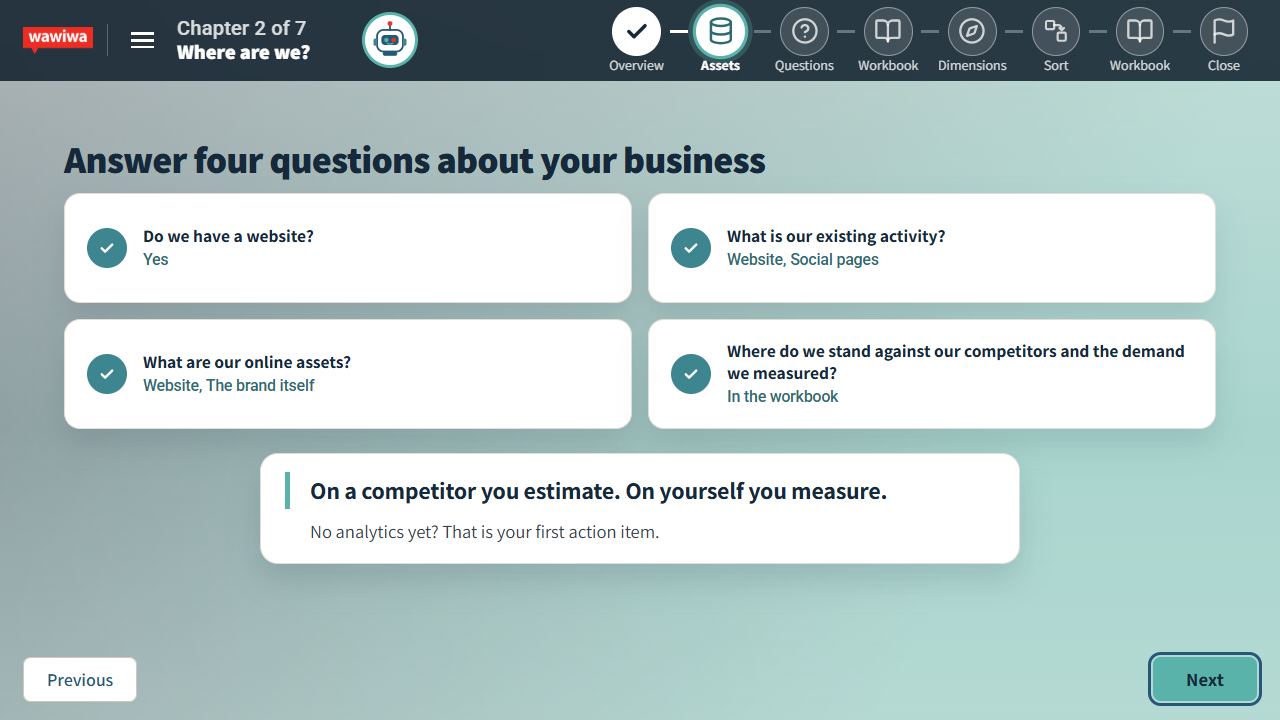 wawiwa
Chapter 2 of 7
Where are we?
Overview
Assets
Questions
Workbook
Dimensions
Sort
Workbook
Close
Answer four questions about your business
Do we have a website?
Yes
What is our existing activity?
Website, Social pages
What are our online assets?
Website, The brand itself
Where do we stand against our competitors and the demand
we measured?
In the workbook
On a competitor you estimate. On yourself you measure.
No analytics yet? That is your first action item.
Previous
Next